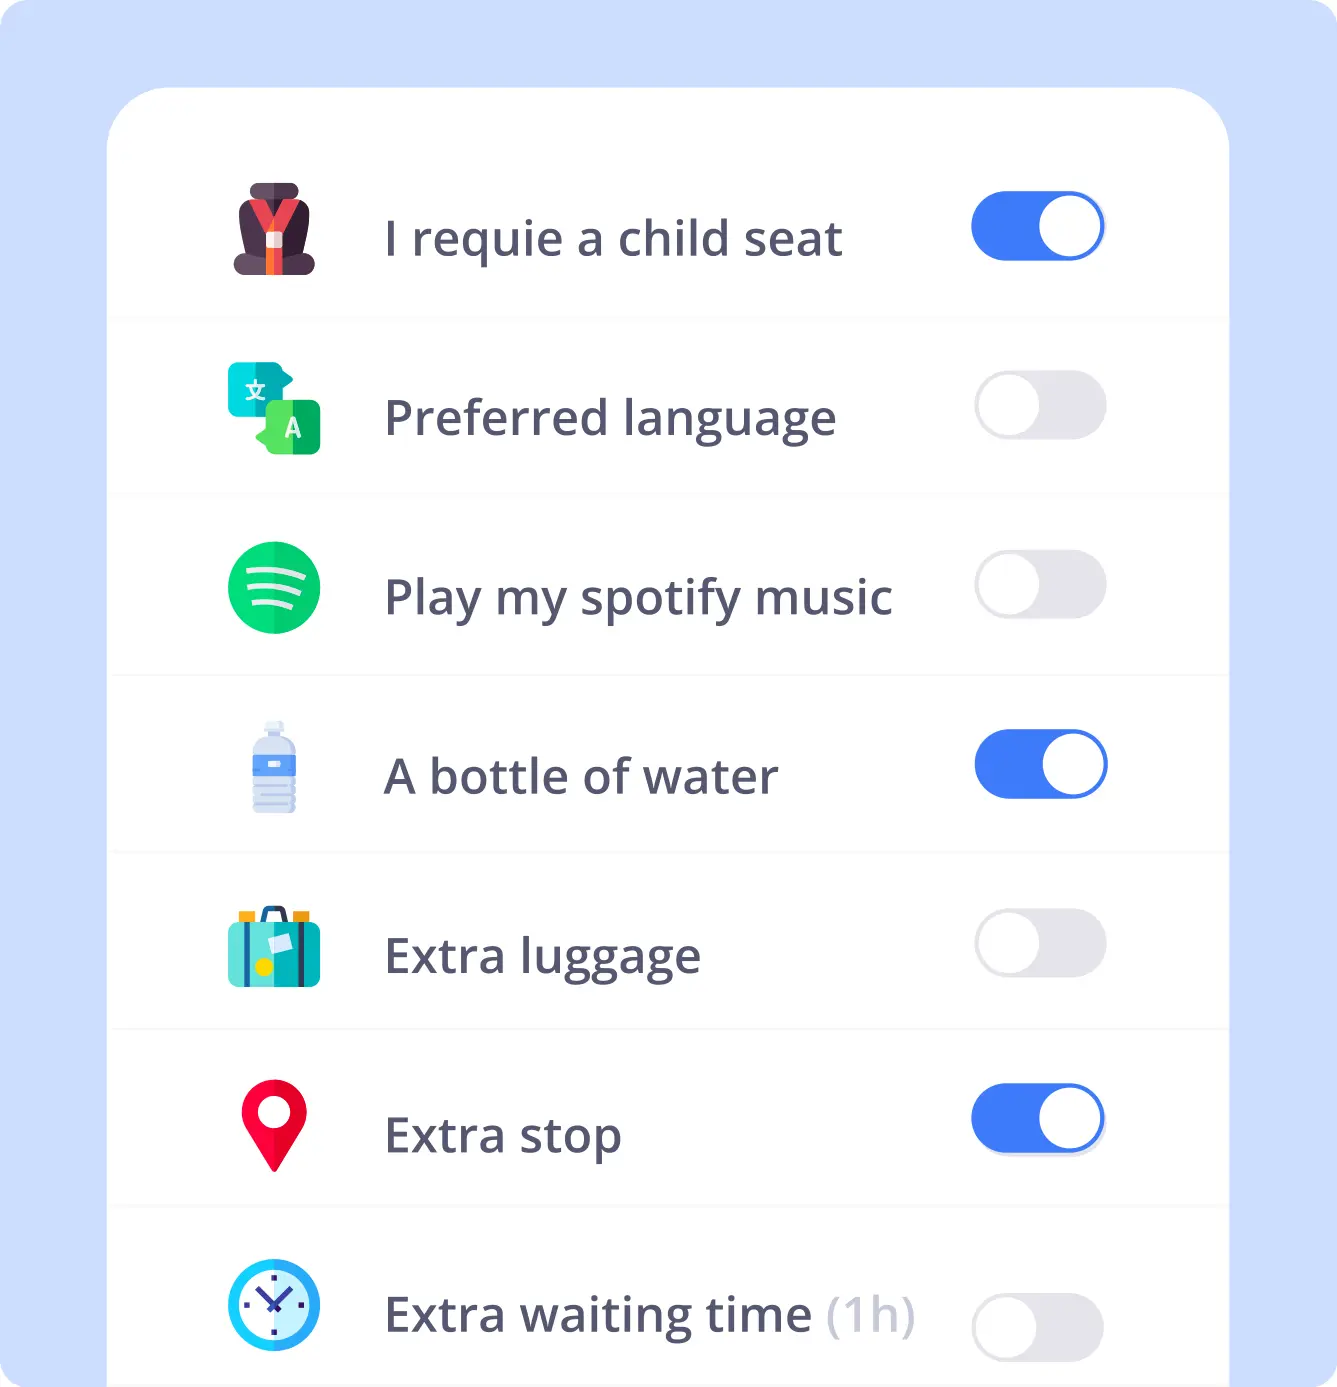 I requie a child seat
文
A
Preferred language
Play my spotify music
A bottle of water
Extra luggage
Extra stop
Extra waiting time (1h)